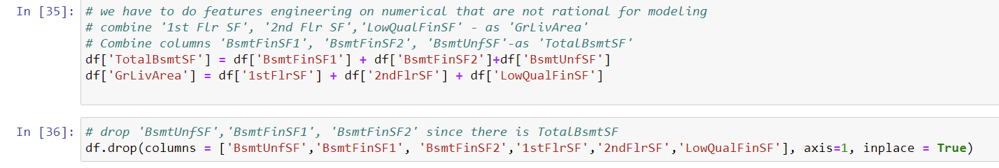 In [35]: # we have to do features engineering on numerical that are not rational for modeling
# combine '1st Flr SF', '2nd Flr SF','LowQualFinSF' - as 'GrLivArea'
# Combine columns 'BsmtFinSF1', 'BsmtFinSF2', 'BsmtUnfSF'-as 'TotalBsmtSF'
df['TotalBsmtSF'] = df['BsmtFinSF1'] + df['BsmtFinSF2']+df['BsmtUnfSF']
df['GrLivArea'] = df['1stFlrSF'] + df['2ndFlrSF'] + df['LowQualFinSF']
In [36]: # drop 'BsmtUnfSF','BsmtFinSF1', 'BsmtFinSF2' since there is TotalBsmtSF
df.drop(columns = ['BsmtUnfSF','BsmtFinSF1', 'BsmtFinSF2','1stFlrSF','2ndFlrSF','LowQualFinSF'], axis=1, inplace = True)